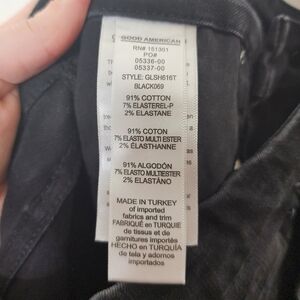 GOOD AMERICAN
RN# 151301
PO#
05336-00
05337-00
STYLE: GLSH616T
BLACK069
91% COTTON
7% ELASTEREL-P
2% ELASTANE
91% COTON
7% ELASTO MULTI ESTER
2% ÉLASTHANNE
91% ALGODÓN
7% ELASTO MULTIESTER
2% ELASTÁNO
MADE IN TURKEY
of imported
fabrics and trim
FABRIQUÉ en TURQUIE
de tissus et de
garnitures importés
HECHO en TURQUÍA
de tela y adornos
importados